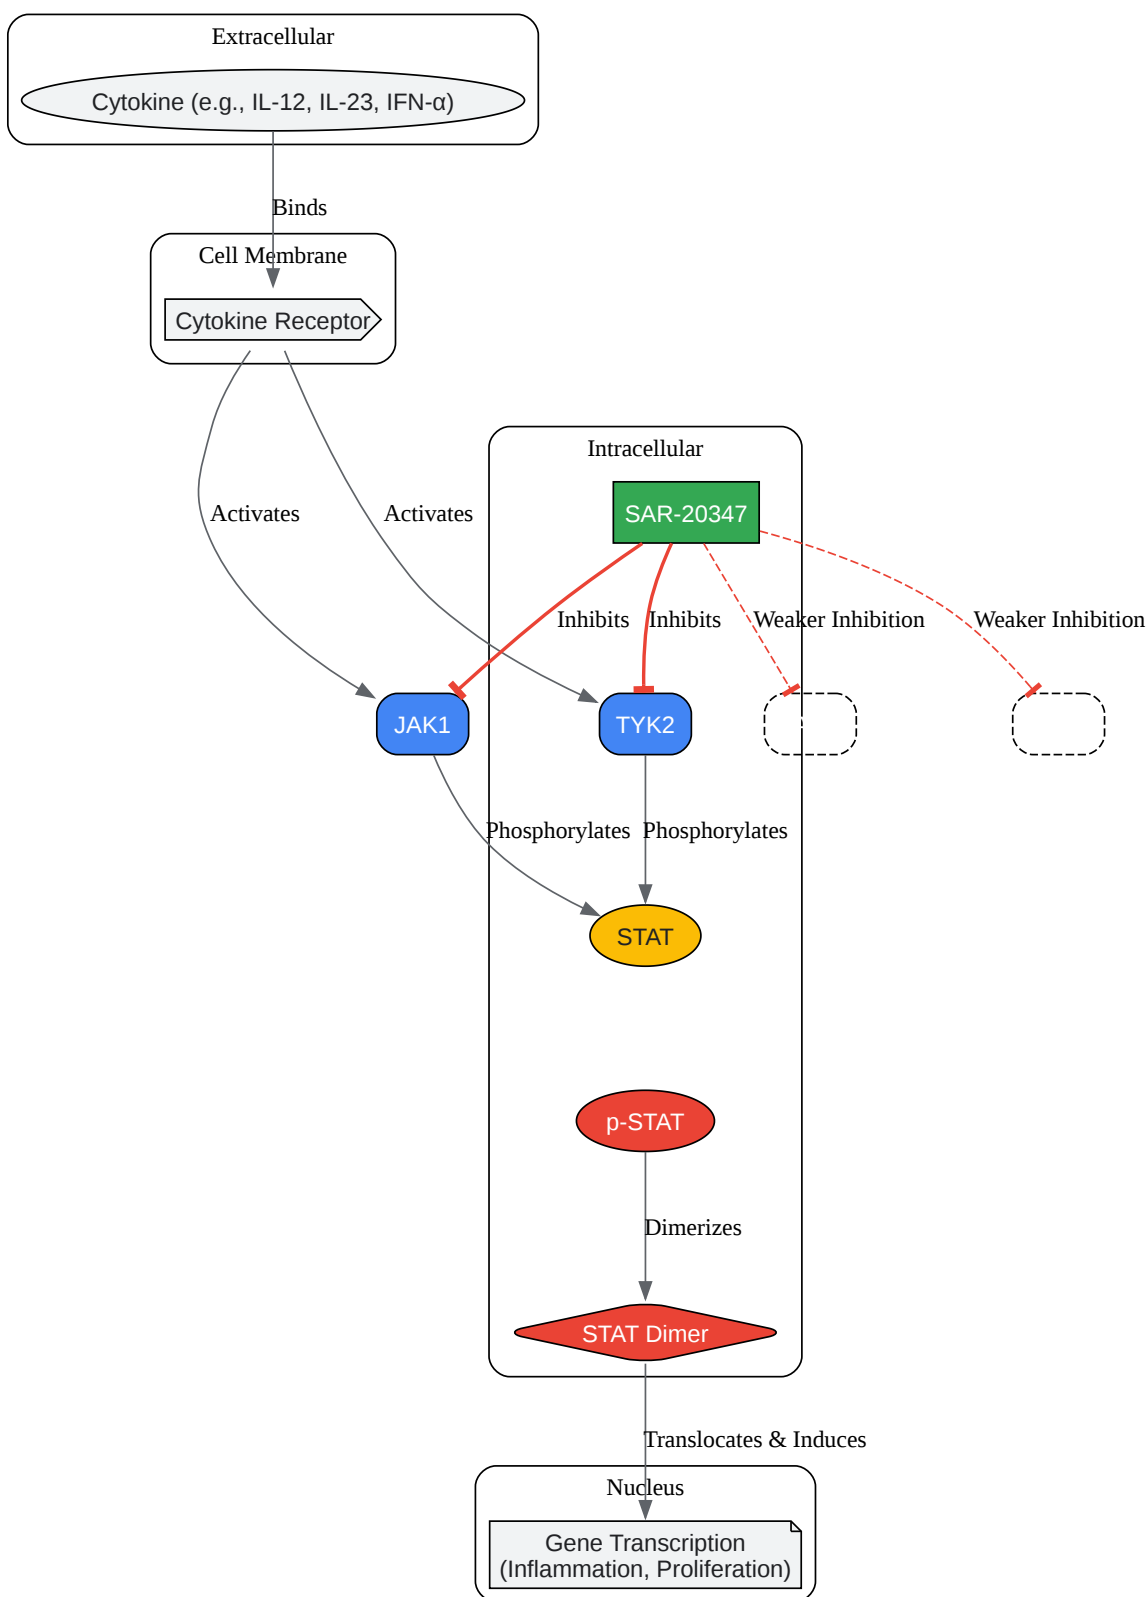 Extracellular
Cytokine (e.g., IL-12, IL-23, IFN-α)
Binds
Cell Membrane
Cytokine Receptor
Intracellular
SAR-20347
Activates
Activates
Inhibits
Inhibits
Weaker Inhibition
Weaker Inhibition
JAK1
TYK2
Phosphorylates
Phosphorylates
STAT
p-STAT
Dimerizes
STAT Dimer
Translocates & Induces
Nucleus
Gene Transcription
(Inflammation, Proliferation)